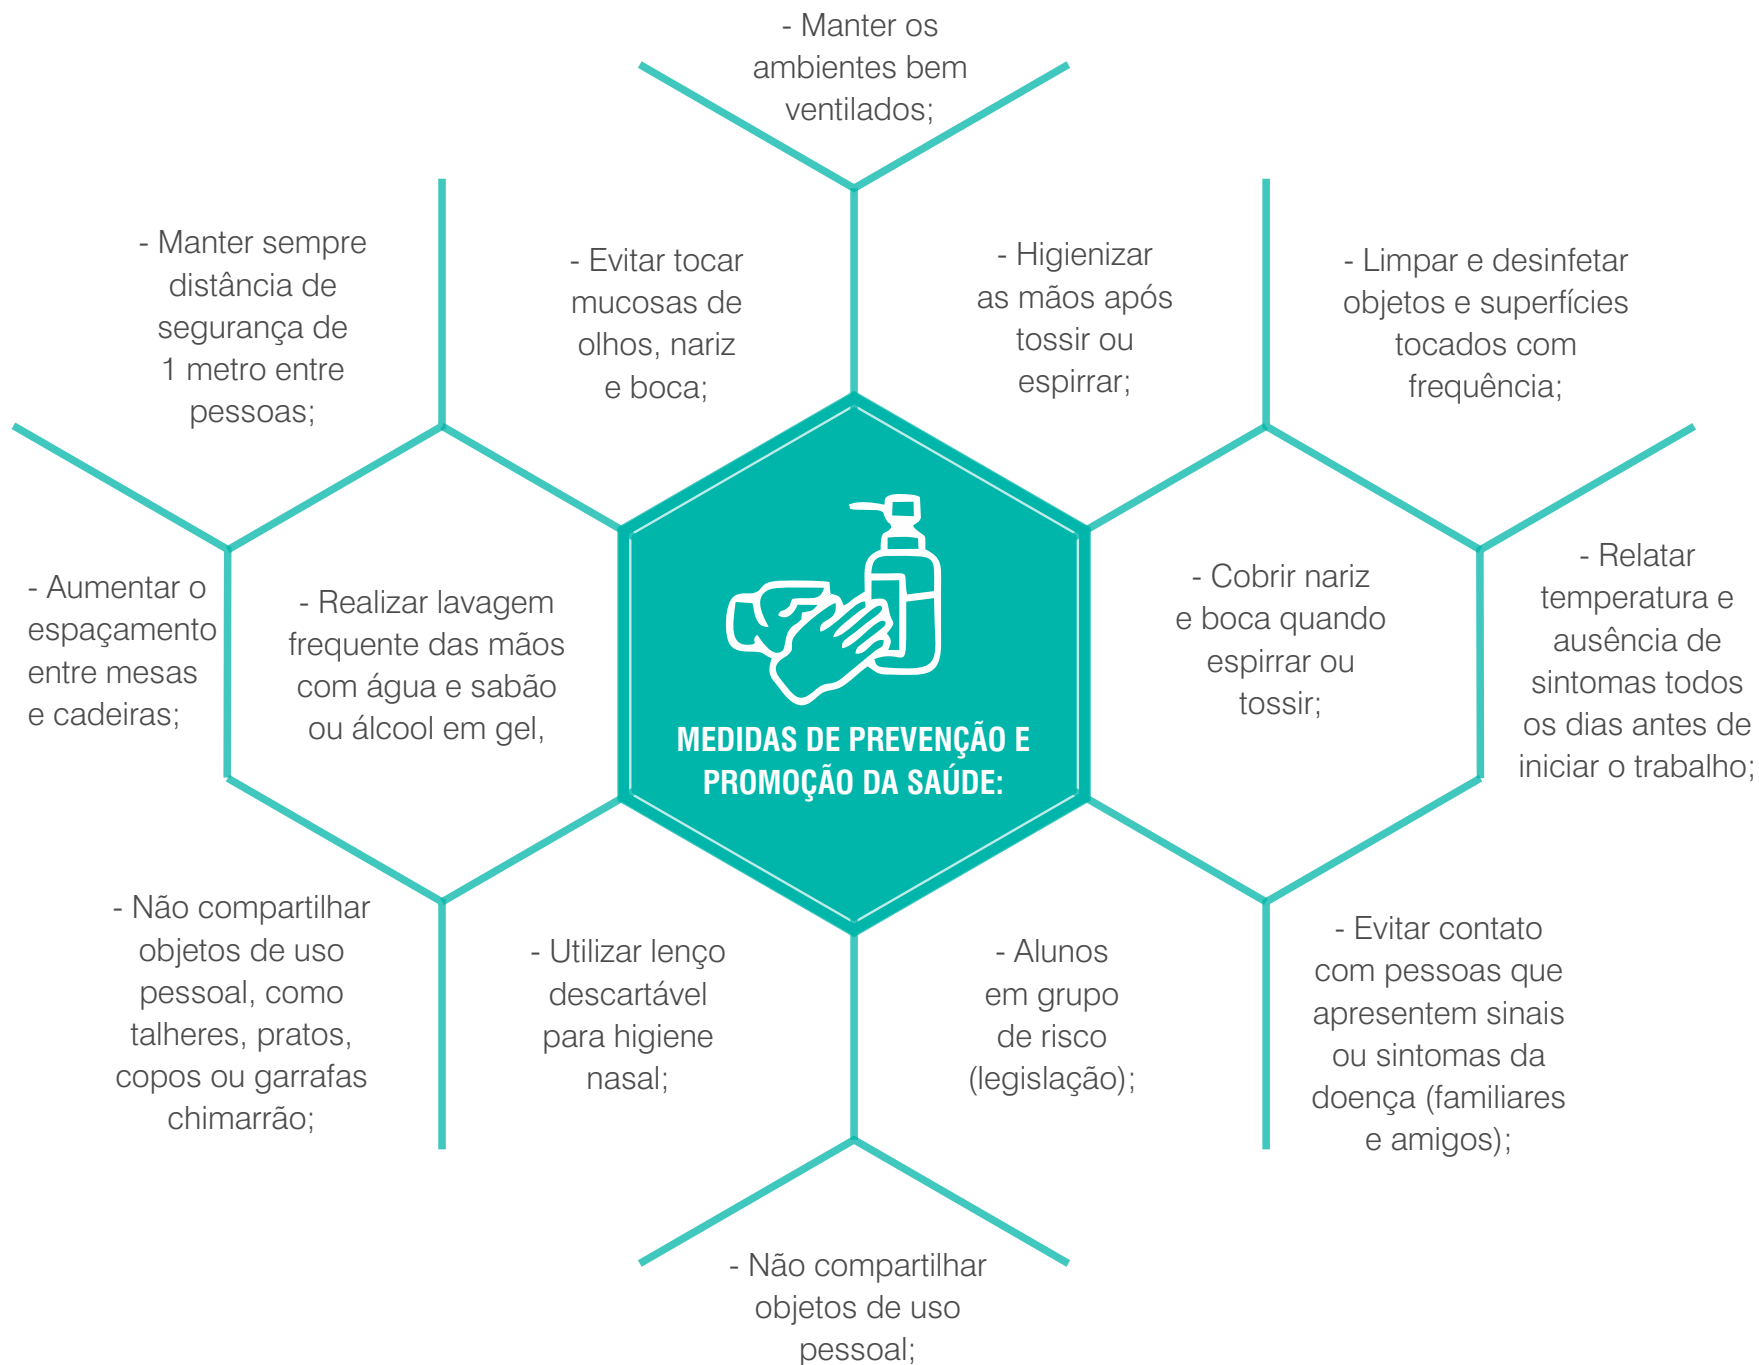 - Manter os
ambientes bem
ventilados;
- Manter sempre
distância de
segurança de
1 metro entre
pessoas;
- Evitar tocar
mucosas de
olhos, nariz
e boca;
- Higienizar
as mãos após
tossir ou
espirrar;
- Limpar e desinfetar
objetos e superfícies
tocados com
frequência;
- Aumentar o
espaçamento
entre mesas
e cadeiras;
- Realizar lavagem
frequente das mãos
com água e sabão
ou álcool em gel,
MEDIDAS DE PREVENÇÃO E
PROMOÇÃO DA SAÚDE:
- Cobrir nariz
e boca quando
espirrar ou
tossir;
- Relatar
temperatura e
ausência de
sintomas todos
os dias antes de
iniciar o trabalho;
- Não compartilhar
objetos de uso
pessoal, como
talheres, pratos,
copos ou garrafas
chimarrão;
- Utilizar lenço
descartável
para higiene
nasal;
- Alunos
em grupo
de risco
(legislação);
- Evitar contato
com pessoas que
apresentem sinais
ou sintomas da
doença (familiares
e amigos);
- Não compartilhar
objetos de uso
pessoal;